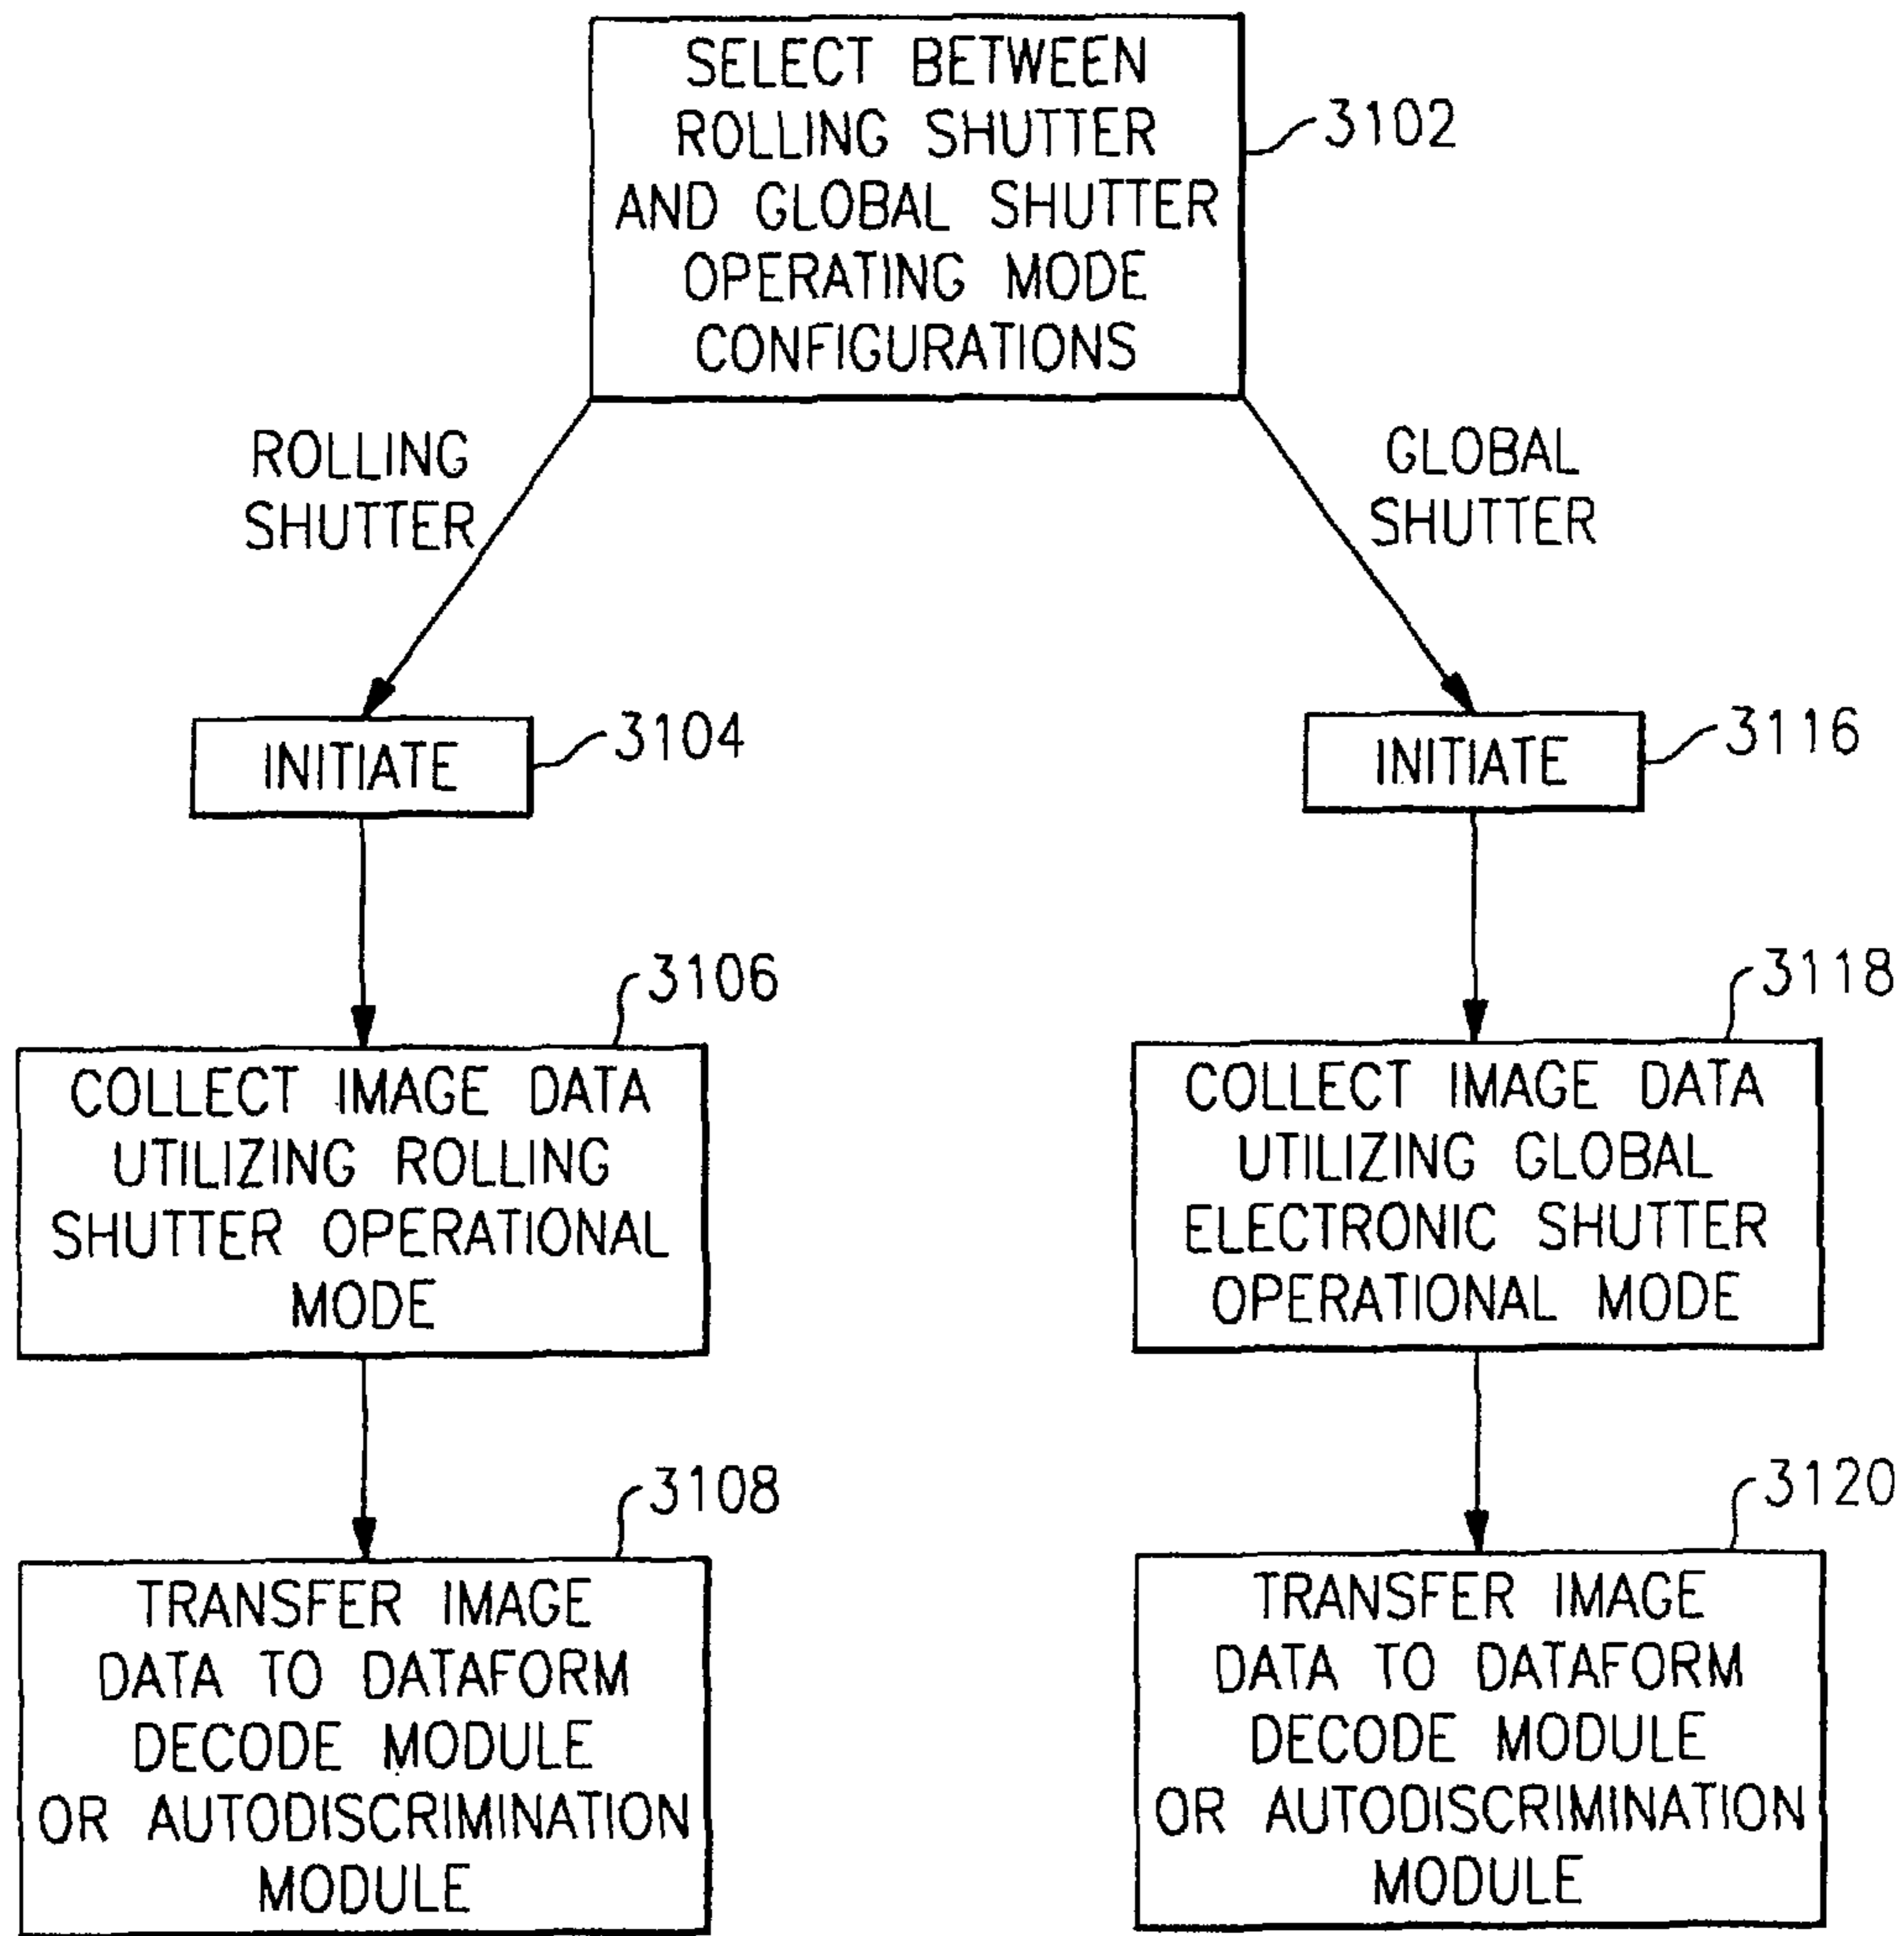 SELECT BETWEEN
ROLLING SHUTTER
AND GLOBAL SHUTTER
OPERATING MODE
CONFIGURATIONS
3102
ROLLING
SHUTTER
GLOBAL
SHUTTER
INITIATE
3104
INITIATE
3116
3106
COLLECT IMAGE DATA
UTILIZING ROLLING
SHUTTER OPERATIONAL
MODE
3118
COLLECT IMAGE DATA
UTILIZING GLOBAL
ELECTRONIC SHUTTER
OPERATIONAL MODE
3108
TRANSFER IMAGE
DATA TO DATAFORM
DECODE MODULE
OR AUTODISCRIMINATION
MODULE
3120
TRANSFER IMAGE
DATA TO DATAFORM
DECODE MODULE
OR AUTODISCRIMINATION
MODULE